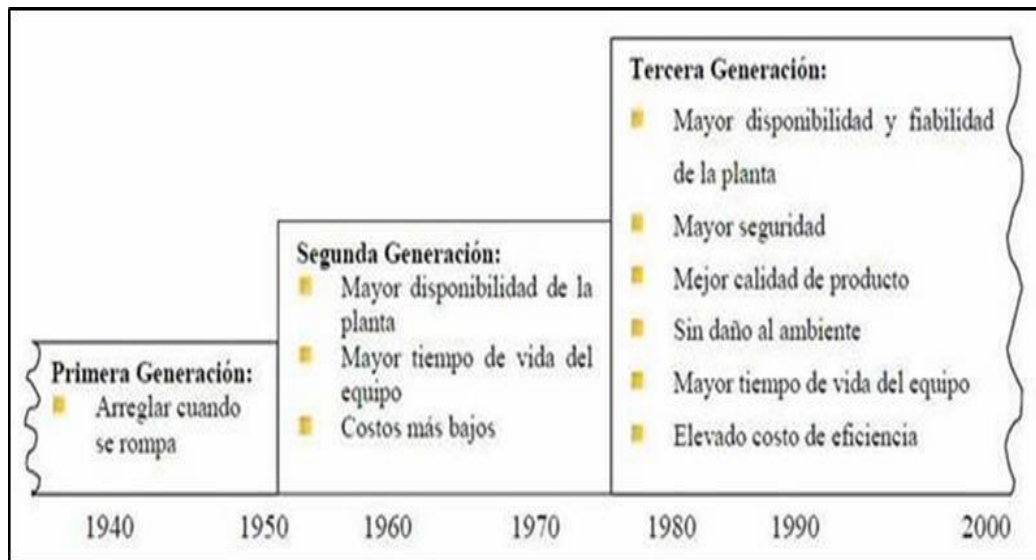 Primera Generación:
Arreglar cuando
se rompa
Segunda Generación:
Mayor disponibilidad de la
planta
Mayor tiempo de vida del
equipo
Costos más bajos
Tercera Generación:
Mayor disponibilidad y fiabilidad
de la planta
Mayor seguridad
Mejor calidad de producto
Sin daño al ambiente
Mayor tiempo de vida del equipo
Elevado costo de eficiencia
1940 1950 1960 1970 1980 1990 2000